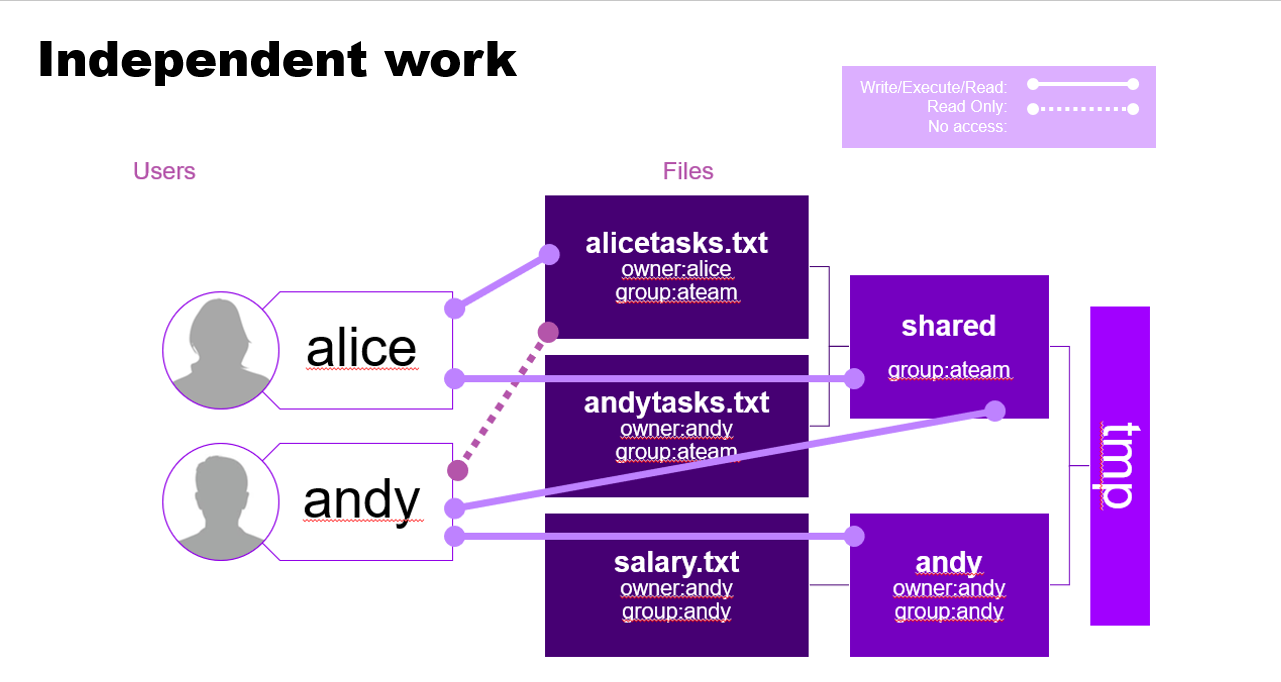 Independent work
Write/Execute/Read:
Read Only:
No access:
Users
Files
alicetasks.txt
owner:alice
group:ateam
alice
shared
group:ateam
andytasks.txt
owner:andy
group:ateam
tmp
andy
salary.txt
owner:andy
group:andy
andy
owner:andy
group:andy